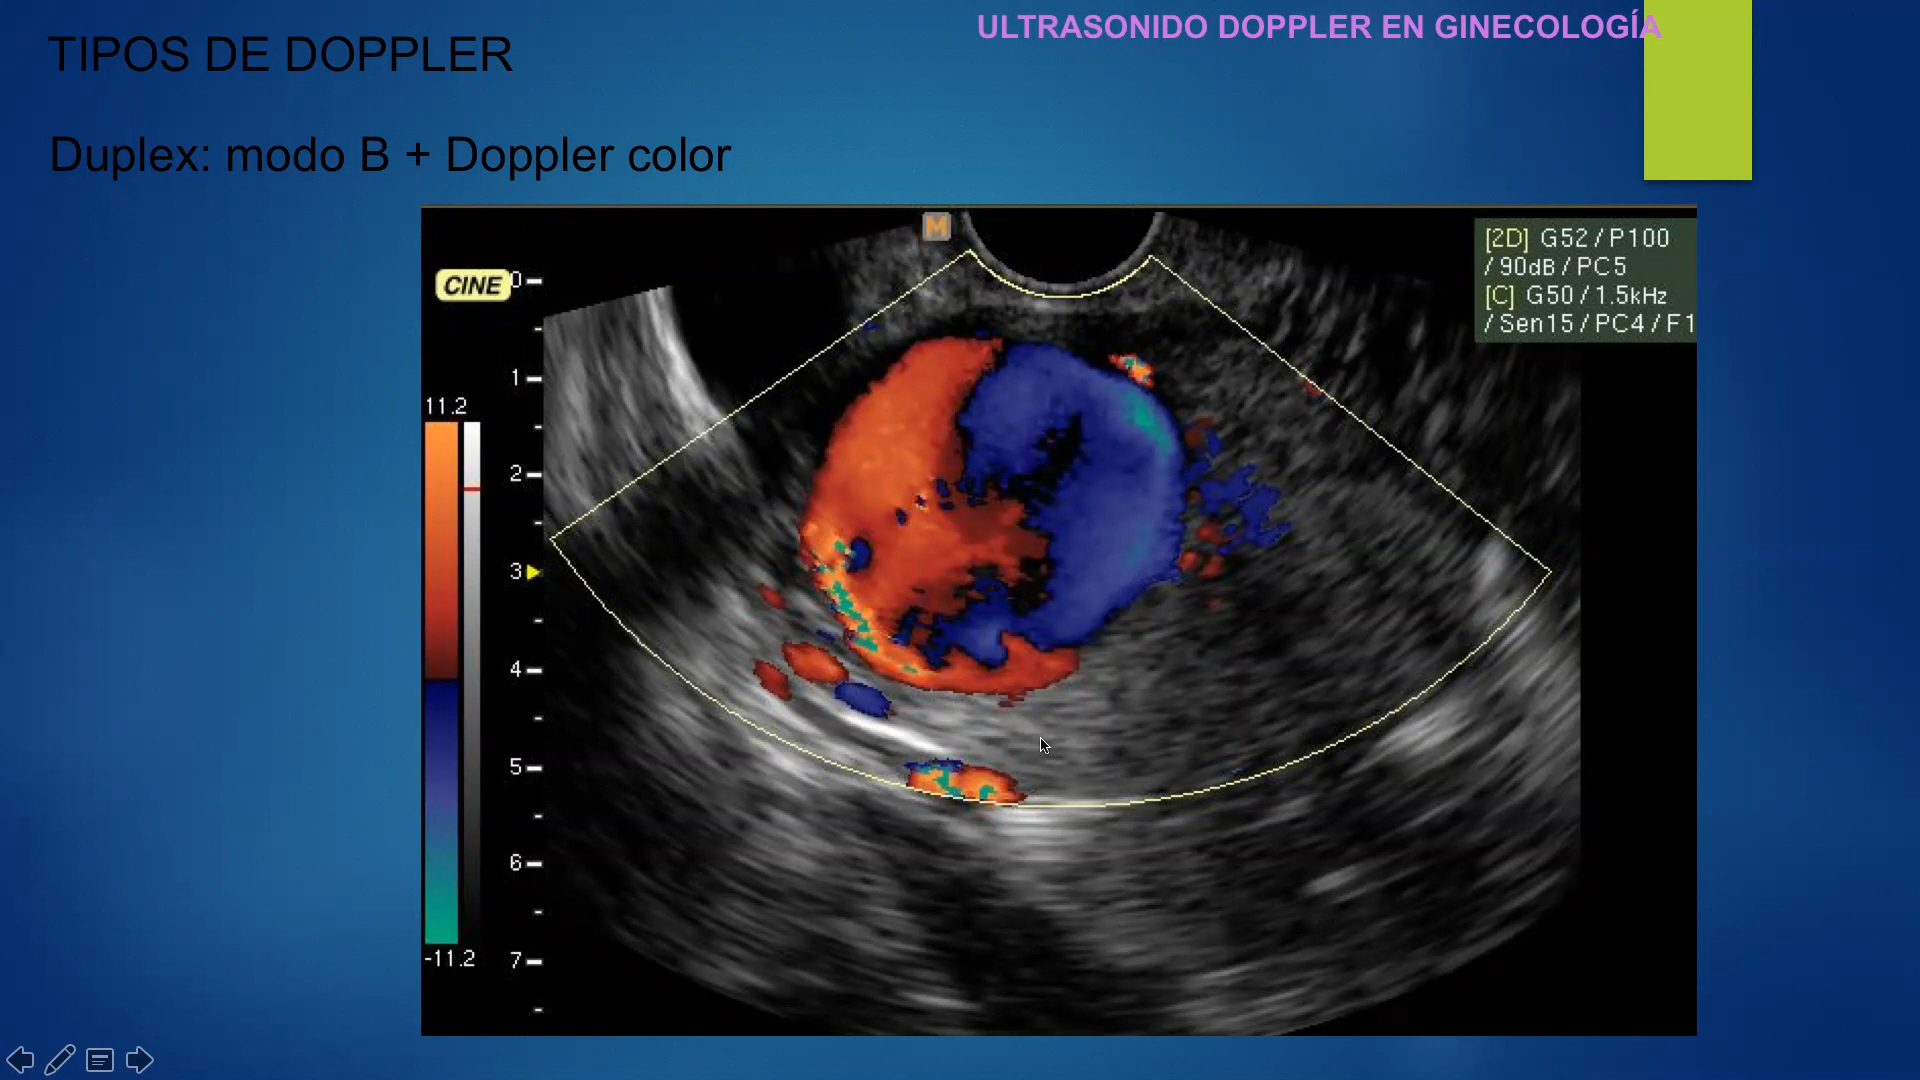 TIPOS DE DOPPLER
ULTRASONIDO DOPPLER EN GINECOLOGÍA
Duplex: modo B + Doppler color
M
[2D] G52 / P100
/ 90dB / PC5
[C] G50 / 1.5kHz
/ Sen15 / PC4 / F1
CINE
0
1
11.2
2
3
4
5
6
-11.2
7